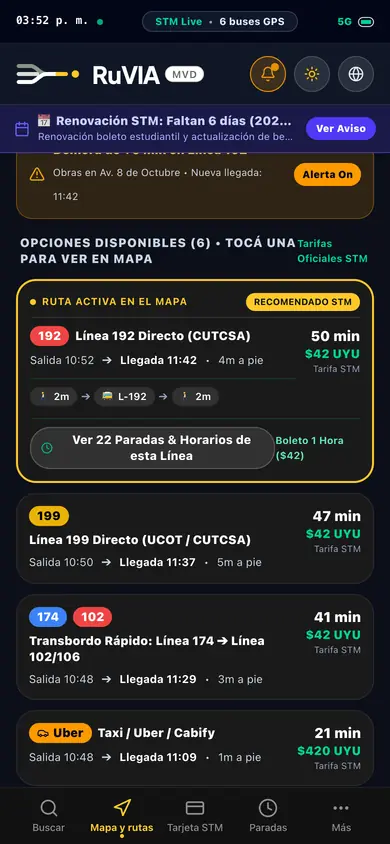 03:52 p. m.
STM Live • 6 buses GPS
5G
RuVIA MVD
Renovación STM: Faltan 6 días (202...
Renovación boleto estudiantil y actualización de be...
Ver Aviso
Obras en Av. 8 de Octubre • Nueva llegada:
11:42
Alerta On
OPCIONES DISPONIBLES (6) • TOCÁ UNA
PARA VER EN MAPA
Tarifas
Oficiales STM
RUTA ACTIVA EN EL MAPA
RECOMENDADO STM
192 Línea 192 Directo (CUTCSA)
50 min
$42 UYU
Tarifa STM
Salida 10:52 → Llegada 11:42 • 4m a pie
2m → L-192 → 2m
Ver 22 Paradas & Horarios de
esta Línea
Boleto 1 Hora
($42)
199
47 min
Línea 199 Directo (UCOT / CUTCSA)
$42 UYU
Tarifa STM
Salida 10:50 → Llegada 11:37 • 5m a pie
174 102
41 min
Transbordo Rápido: Línea 174 → Línea
102/106
$42 UYU
Tarifa STM
Salida 10:48 → Llegada 11:29 • 3m a pie
Uber Taxi / Uber / Cabify
21 min
$420 UYU
Tarifa STM
Salida 10:48 → Llegada 11:09 • 1m a pie
Buscar
Mapa y rutas
Tarjeta STM
Paradas
Más